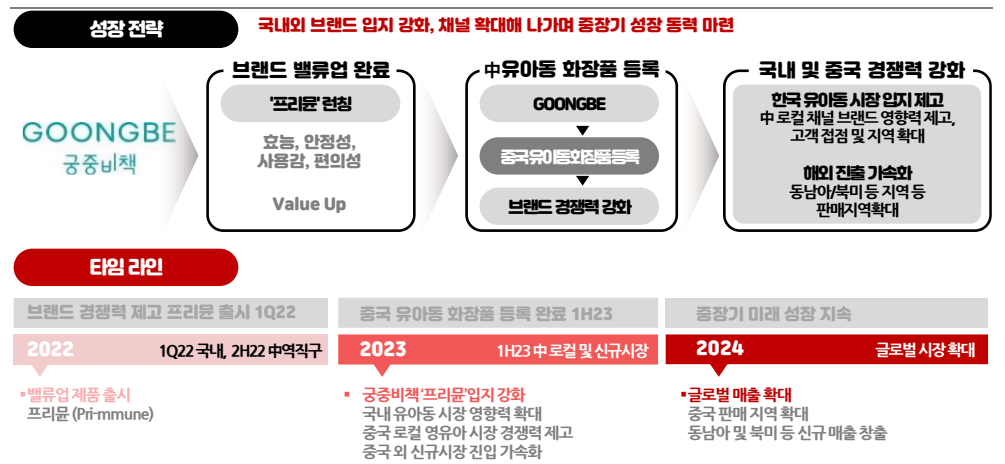 성장 전략
국내외 브랜드 입지 강화, 채널 확대해 나가며 중장기 성장 동력 마련
GOONGBE
궁중비책
브랜드 밸류업 완료
'프리뮨' 런칭
효능, 안정성,
사용감, 편의성
Value Up
中유아동 화장품 등록
GOONGBE
중국 유아동화장품등록
브랜드 경쟁력 강화
국내 및 중국 경쟁력 강화
한국 유아동 시장 입지 제고
中 로컬 채널 브랜드 영향력 제고,
고객 접점 및 지역 확대
해외 진출 가속화
동남아/북미 등 지역 등
판매지역확대
타임 라인
브랜드 경쟁력 제고 프리뮨 출시 1Q22
중국 유아동 화장품 등록 완료 1H23
중장기 미래 성장 지속
2022 1Q22 국내, 2H22 中역직구
2023 1H23 中 로컬 및 신규시장
2024 글로벌 시장 확대
▪밸류업 제품 출시
프리뮨 (Pri-mmune)
▪ 궁중비책 '프리뮨' 입지 강화
국내 유아동 시장 영향력 확대
중국 로컬 영유아 시장 경쟁력 제고
중국 외 신규시장 진입 가속화
▪글로벌 매출 확대
중국 판매 지역 확대
동남아 및 북미 등 신규 매출 창출